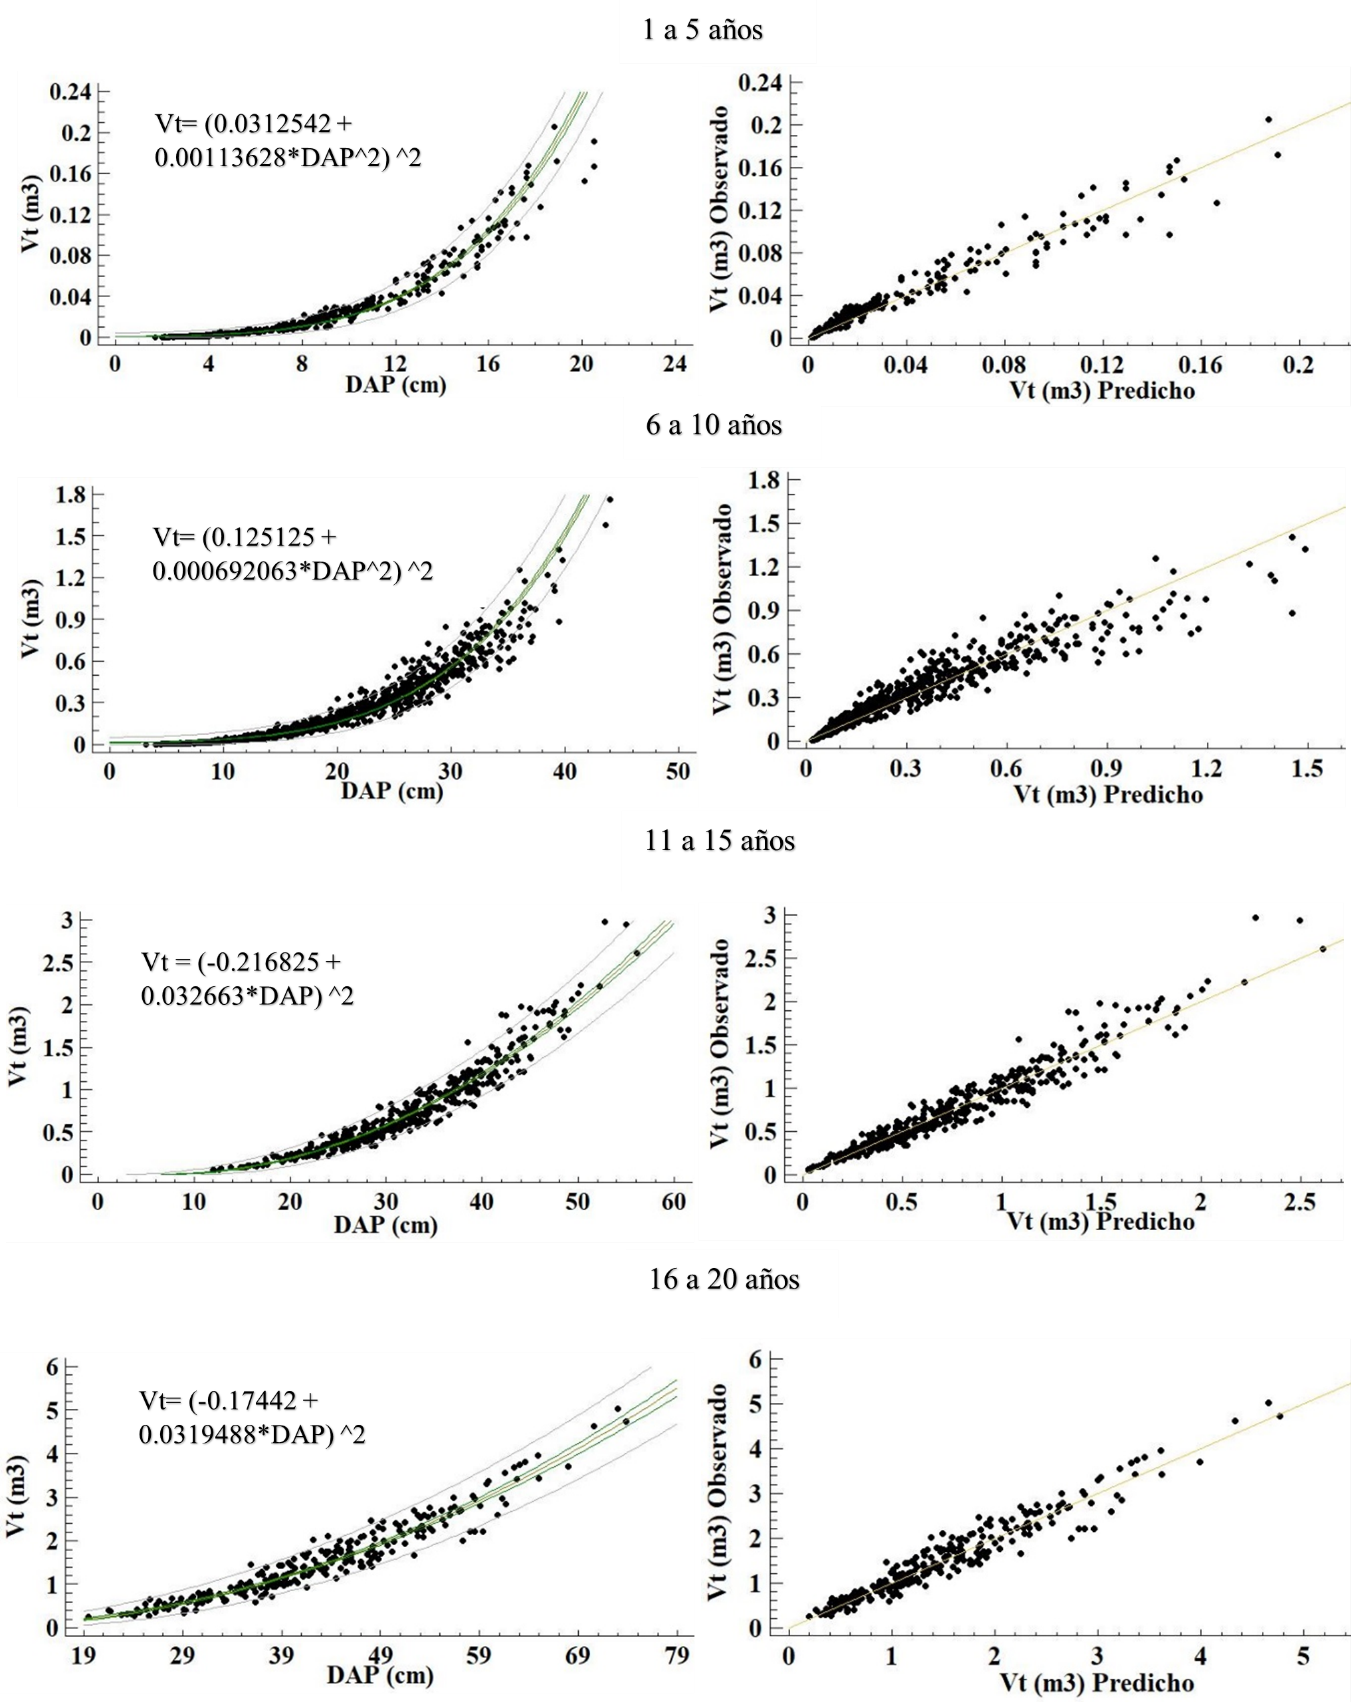 1 a 5 años
0.24
0.2
0.16
0.12
0.08
0.04
0
Vt (m3)
Vt= (0.0312542 +
0.00113628*DAP^2) ^2
0 4 8 12 16 20 24
DAP (cm)
0.24
0.2
0.16
0.12
0.08
0.04
0
Vt (m3) Observado
0 0.04 0.08 0.12 0.16 0.2
Vt (m3) Predicho
6 a 10 años
1.8
1.5
1.2
0.9
0.6
0.3
0
Vt (m3)
Vt= (0.125125 +
0.000692063*DAP^2) ^2
0 10 20 30 40 50
DAP (cm)
1.8
1.5
1.2
0.9
0.6
0.3
0
Vt (m3) Observado
0 0.3 0.6 0.9 1.2 1.5
Vt (m3) Predicho
11 a 15 años
3
2.5
2
1.5
1
0.5
0
Vt (m3)
Vt = (-0.216825 +
0.032663*DAP) ^2
0 10 20 30 40 50 60
DAP (cm)
3
2.5
2
1.5
1
0.5
0
Vt (m3) Observado
0 0.5 1 1.5 2 2.5
Vt (m3) Predicho
16 a 20 años
6
5
4
3
2
1
0
Vt (m3)
Vt= (-0.17442 +
0.0319488*DAP) ^2
19 29 39 49 59 69 79
DAP (cm)
6
5
4
3
2
1
0
Vt (m3) Observado
0 1 2 3 4 5
Vt (m3) Predicho